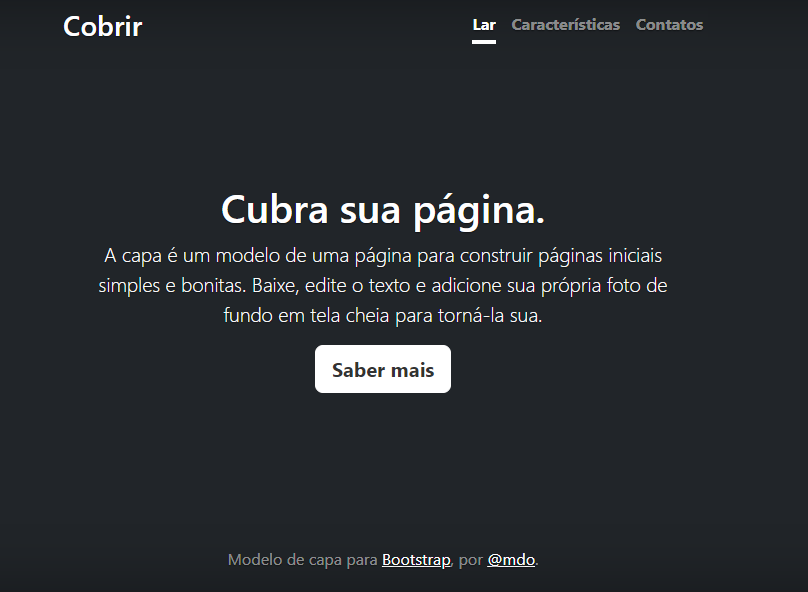 Cobrir
Lar Características Contatos
Cubra sua página.
A capa é um modelo de uma página para construir páginas iniciais
simples e bonitas. Baixe, edite o texto e adicione sua própria foto de
fundo em tela cheia para torná-la sua.
Saber mais
Modelo de capa para Bootstrap, por @mdo.